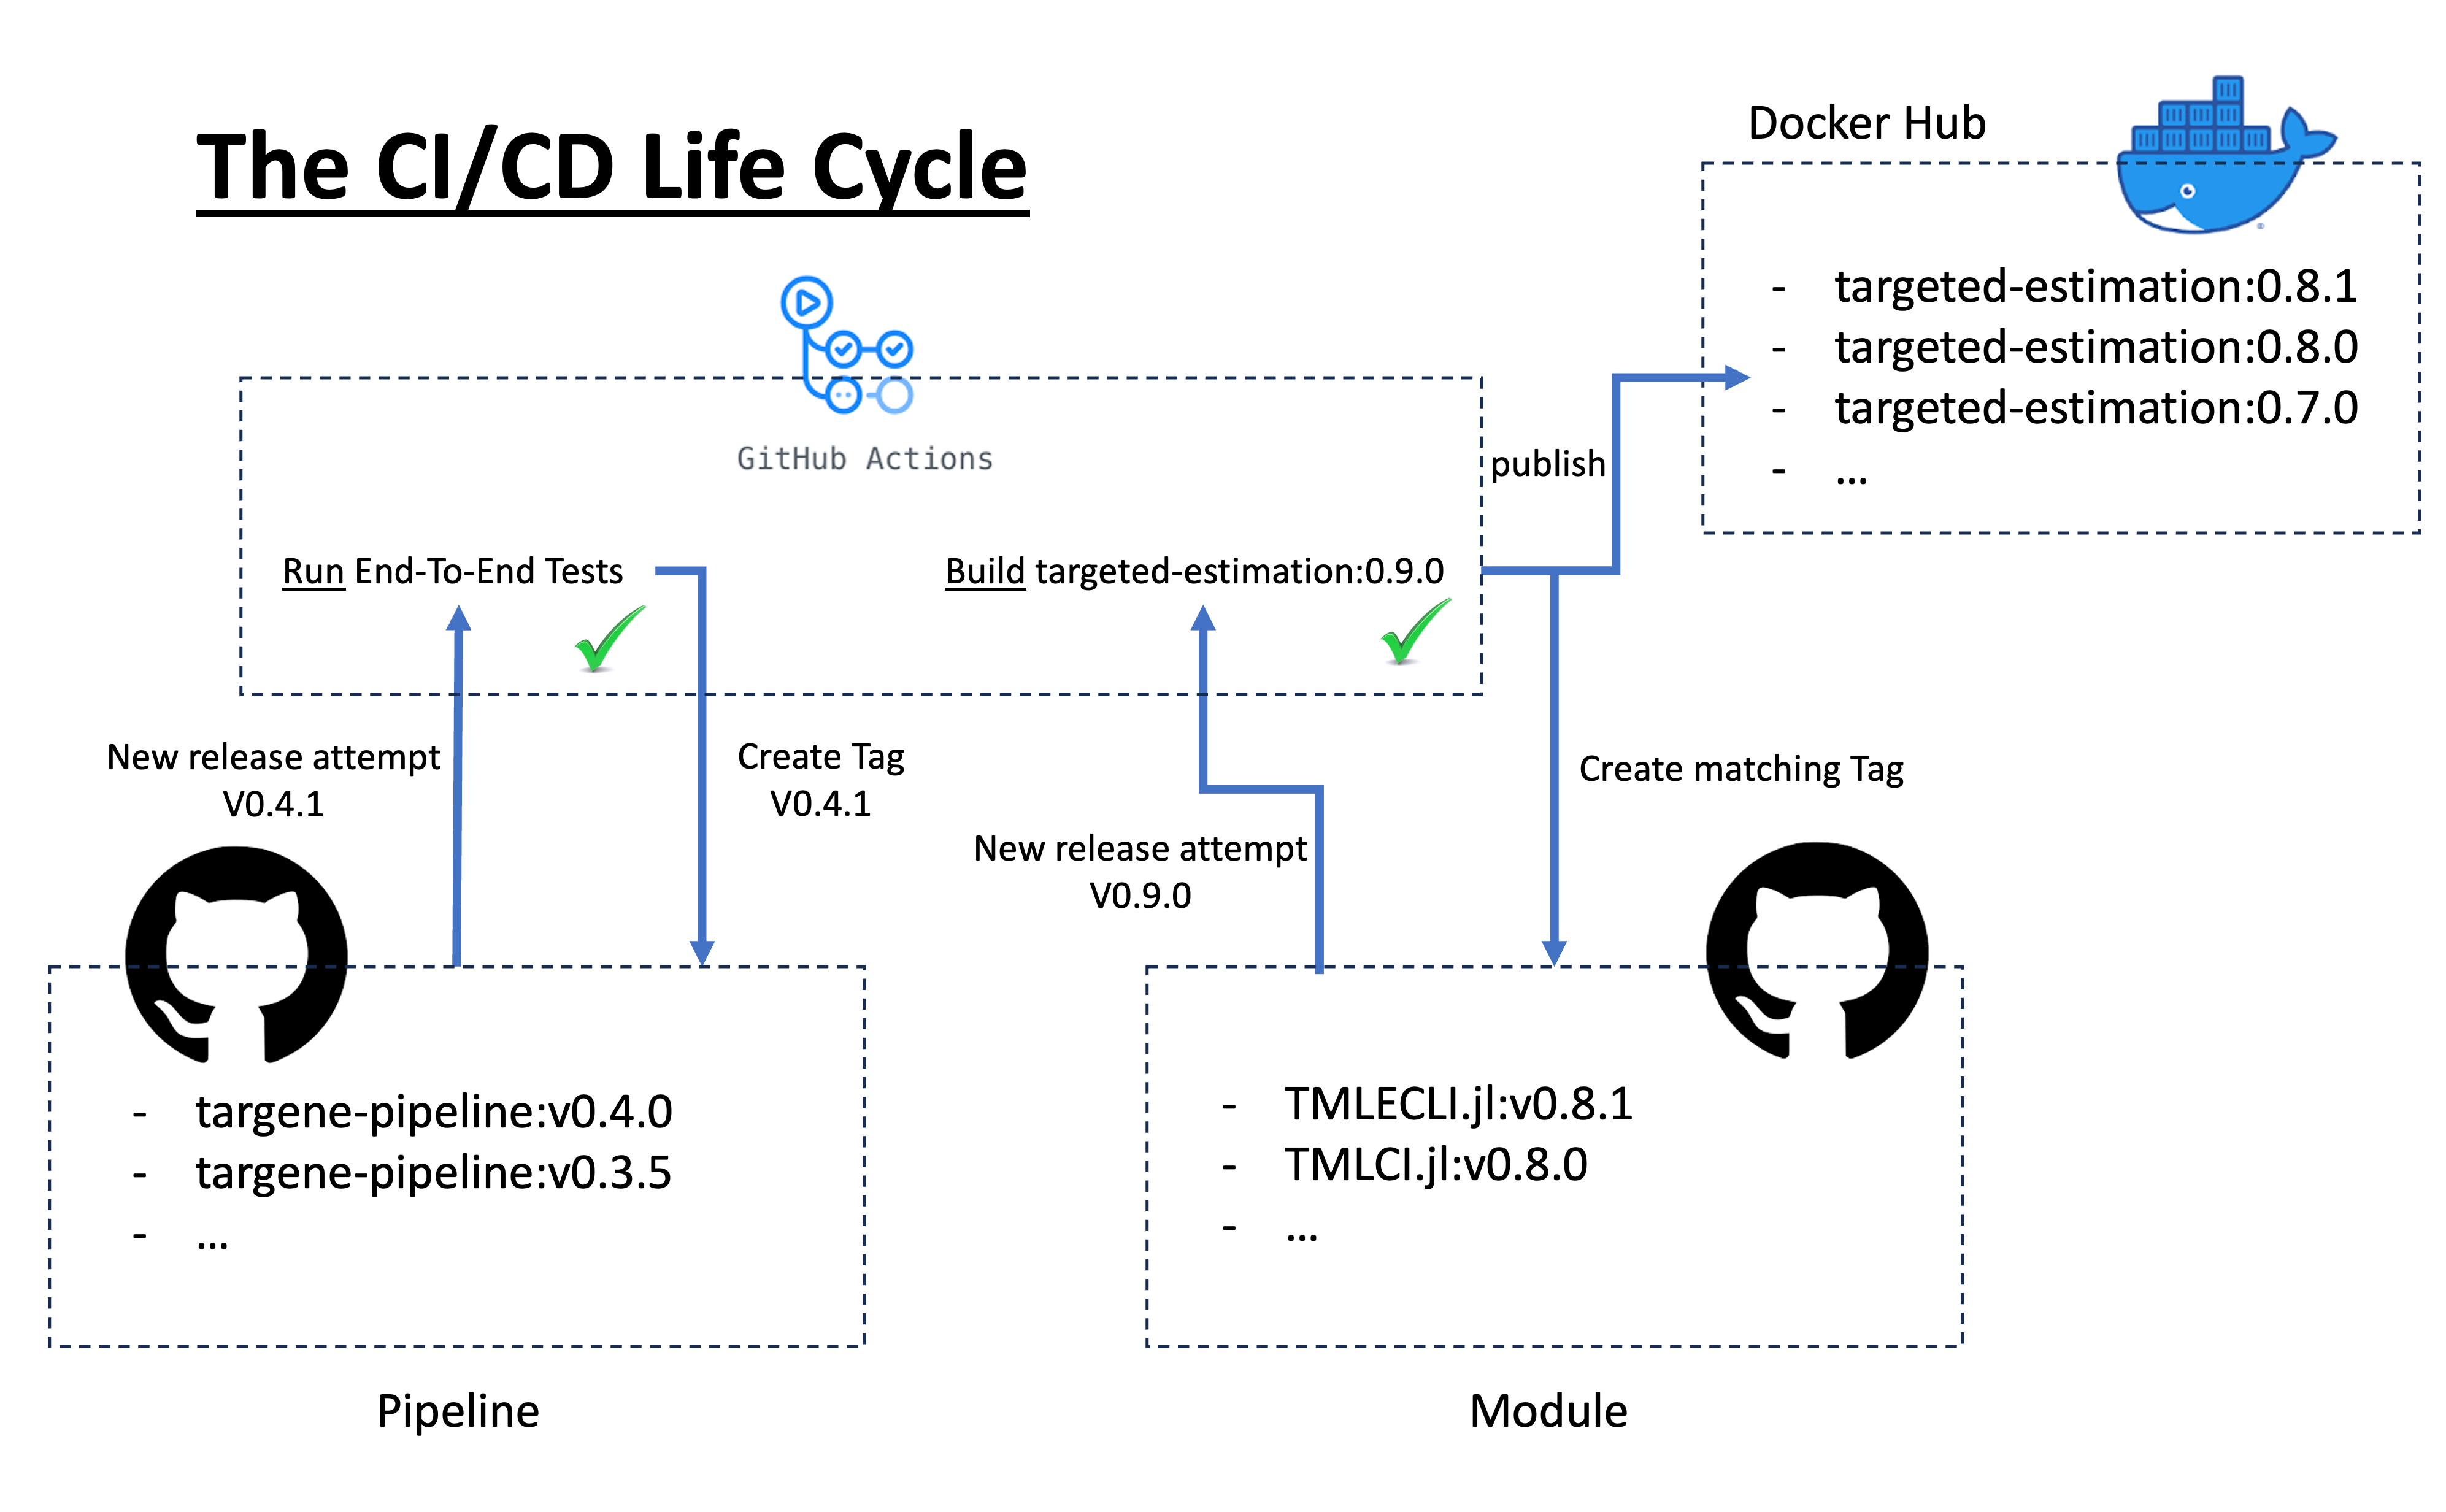 The CI/CD Life Cycle
Docker Hub
- targeted-estimation:0.8.1
- targeted-estimation:0.8.0
- targeted-estimation:0.7.0
- ...
GitHub Actions
publish
Run End-To-End Tests
Build targeted-estimation:0.9.0
New release attempt
V0.4.1
Create Tag
V0.4.1
New release attempt
V0.9.0
Create matching Tag
- targene-pipeline:v0.4.0
- targene-pipeline:v0.3.5
- ...
Pipeline
- TMLECLI.jl:v0.8.1
- TMLCI.jl:v0.8.0
- ...
Module